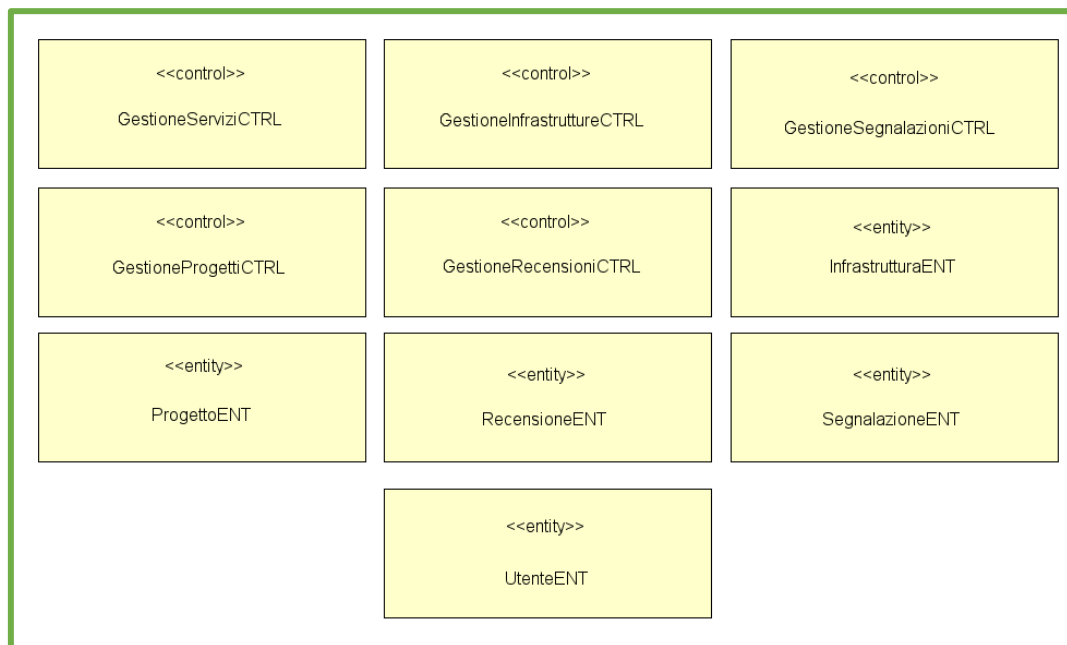 <<control>>
GestioneServiziCTRL
<<control>>
GestioneInfrastruttureCTRL
<<control>>
GestioneSegnalazioniCTRL
<<control>>
GestioneProgettiCTRL
<<control>>
GestioneRecensioniCTRL
<<entity>>
InfrastrutturaENT
<<entity>>
ProgettoENT
<<entity>>
RecensioneENT
<<entity>>
SegnalazioneENT
<<entity>>
UtenteENT